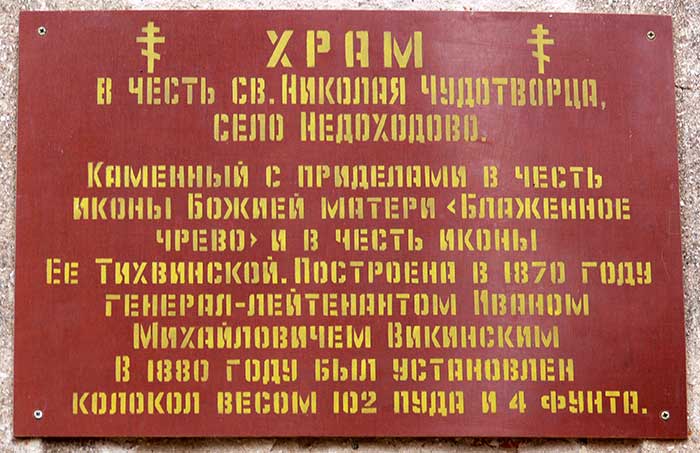 ХРАМ
В ЧЕСТЬ СВ. НИКОЛАЯ ЧУДОТВОРЦА,
СЕЛО НЕДОХОДОВО.
КАМЕННЫЙ С ПРИДЕЛАМИ В ЧЕСТЬ
ИКОНЫ БОЖИЕЙ МАТЕРИ ‹БЛАЖЕННОЕ
ЧРЕВО› И В ЧЕСТЬ ИКОНЫ
ЕЕ ТИХВИНСКОЙ. ПОСТРОЕНА В 1870 ГОДУ
ГЕНЕРАЛ-ЛЕЙТЕНАНТОМ ИВАНОМ
МИХАЙЛОВИЧЕМ ВИКИНСКИМ
В 1880 ГОДУ БЫЛ УСТАНОВЛЕН
КОЛОКОЛ ВЕСОМ 102 ПУДА И 4 ФУНТА.